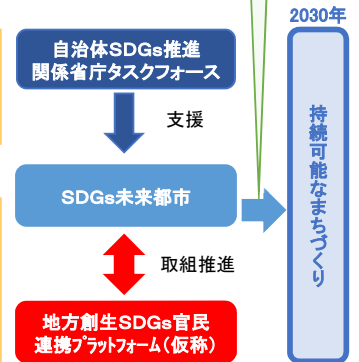 2030年
自治体SDGs推進
関係省庁タスクフォース
支援
SDGs未来都市
持続可能なまちづくり
取組推進
地方創生SDGs官民
連携ﾌﾟﾗｯﾄﾌｫｰﾑ(仮称)